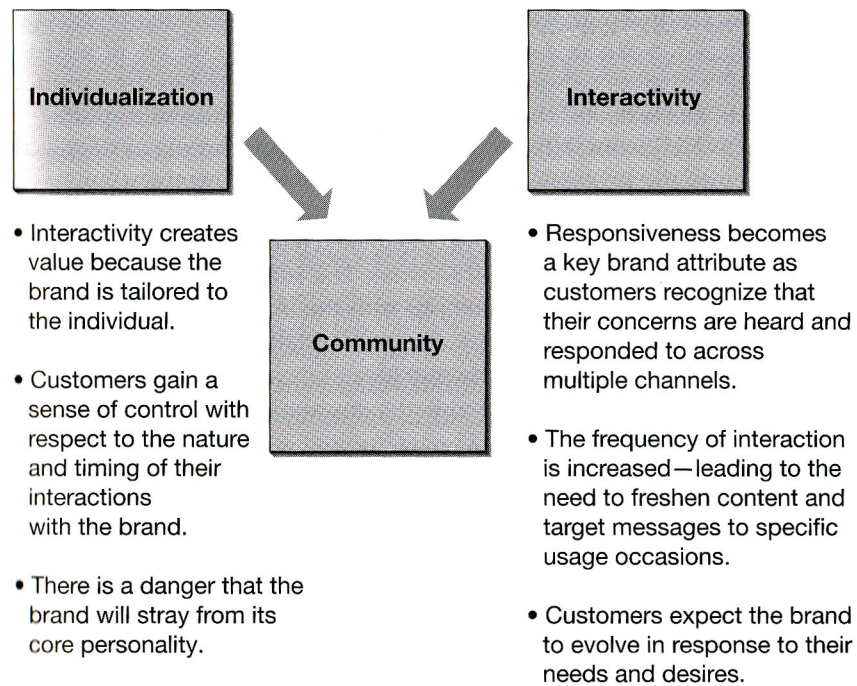 Individualization
Interactivity
Community
• Interactivity creates
value because the
brand is tailored to
the individual.
• Customers gain a
sense of control with
respect to the nature
and timing of their
interactions
with the brand.
• There is a danger that the
brand will stray from its
core personality.
• Responsiveness becomes
a key brand attribute as
customers recognize that
their concerns are heard and
responded to across
multiple channels.
• The frequency of interaction
is increased—leading to the
need to freshen content and
target messages to specific
usage occasions.
• Customers expect the brand
to evolve in response to their
needs and desires.